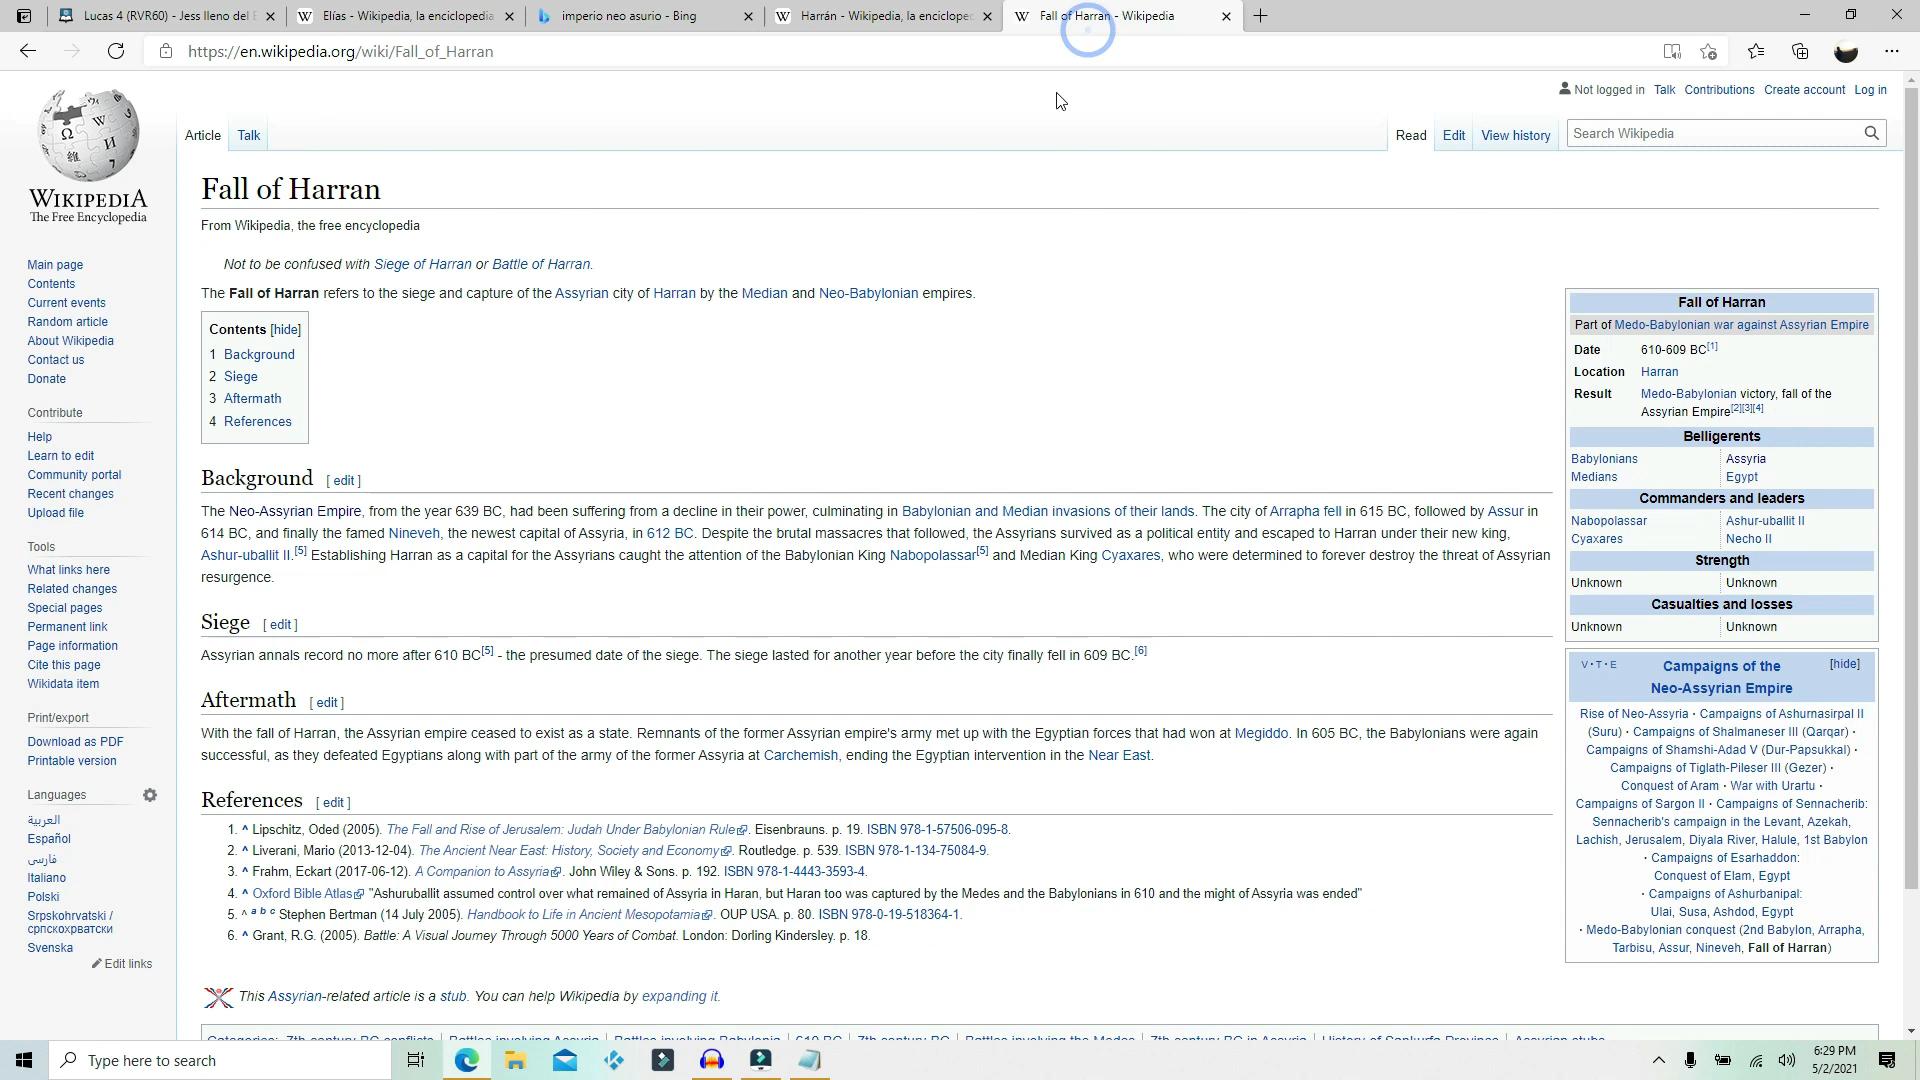 Lucas 4 (RVR60) - Jess lleno del E
Elías - Wikipedia, la enciclopedia
imperio neo asurio - Bing
Harrán - Wikipedia, la enciclopec
Fall of Harran - Wikipedia
https://en.wikipedia.org/wiki/Fall_of_Harran
Not logged in Talk Contributions Create account Log in
Article Talk
Read Edit View history Search Wikipedia
WIKIPEDIA
The Free Encyclopedia
Main page
Contents
Current events
Random article
About Wikipedia
Contact us
Donate
Contribute
Help
Learn to edit
Community portal
Recent changes
Upload file
Tools
What links here
Related changes
Special pages
Permanent link
Page information
Cite this page
Wikidata item
Print/export
Download as PDF
Printable version
Languages
العربية
Español
فارسی
Italiano
Polski
Srpskohrvatski /
српскохрватски
Svenska
Edit links
Fall of Harran
From Wikipedia, the free encyclopedia
Not to be confused with Siege of Harran or Battle of Harran.
The Fall of Harran refers to the siege and capture of the Assyrian city of Harran by the Median and Neo-Babylonian empires.
Contents [hide]
1 Background
2 Siege
3 Aftermath
4 References
Background [ edit ]
The Neo-Assyrian Empire, from the year 639 BC, had been suffering from a decline in their power, culminating in Babylonian and Median invasions of their lands. The city of Arrapha fell in 615 BC, followed by Assur in
614 BC, and finally the famed Nineveh, the newest capital of Assyria, in 612 BC. Despite the brutal massacres that followed, the Assyrians survived as a political entity and escaped to Harran under their new king,
Ashur-uballit II.[5] Establishing Harran as a capital for the Assyrians caught the attention of the Babylonian King Nabopolassar[5] and Median King Cyaxares, who were determined to forever destroy the threat of Assyrian
resurgence.
Siege [ edit ]
Assyrian annals record no more after 610 BC[5] - the presumed date of the siege. The siege lasted for another year before the city finally fell in 609 BC.[6]
Aftermath [ edit ]
With the fall of Harran, the Assyrian empire ceased to exist as a state. Remnants of the former Assyrian empire's army met up with the Egyptian forces that had won at Megiddo. In 605 BC, the Babylonians were again
successful, as they defeated Egyptians along with part of the army of the former Assyria at Carchemish, ending the Egyptian intervention in the Near East.
References [ edit ]
1. ^ Lipschitz, Oded (2005). The Fall and Rise of Jerusalem: Judah Under Babylonian Rule. Eisenbrauns. p. 19. ISBN 978-1-57506-095-8.
2. ^ Liverani, Mario (2013-12-04). The Ancient Near East: History, Society and Economy. Routledge. p. 539. ISBN 978-1-134-75084-9.
3. ^ Frahm, Eckart (2017-06-12). A Companion to Assyria. John Wiley & Sons. p. 192. ISBN 978-1-4443-3593-4.
4. ^ Oxford Bible Atlas "Ashuruballit assumed control over what remained of Assyria in Haran, but Haran too was captured by the Medes and the Babylonians in 610 and the might of Assyria was ended"
5. ^ a b c Stephen Bertman (14 July 2005). Handbook to Life in Ancient Mesopotamia. OUP USA. p. 80. ISBN 978-0-19-518364-1.
6. ^ Grant, R.G. (2005). Battle: A Visual Journey Through 5000 Years of Combat. London: Dorling Kindersley. p. 18.
This Assyrian-related article is a stub. You can help Wikipedia by expanding it.
Categories: 7th-century BC conflicts | Battles involving Assyria | Battles involving Babylonia | 610 BC | 7th century BC | Battles involving the Medes | 7th century BC in Assyria | History of Şanlıurfa Province | Assyria stubs
Fall of Harran
Part of Medo-Babylonian war against Assyrian Empire
Date 610-609 BC[1]
Location Harran
Result Medo-Babylonian victory, fall of the
Assyrian Empire[2][3][4]
Belligerents
Babylonians Assyria
Medians Egypt
Commanders and leaders
Nabopolassar Ashur-uballit II
Cyaxares Necho II
Strength
Unknown Unknown
Casualties and losses
Unknown Unknown
V · T · E Campaigns of the [hide]
Neo-Assyrian Empire
Rise of Neo-Assyria · Campaigns of Ashurnasirpal II
(Suru) · Campaigns of Shalmaneser III (Qarqar) ·
Campaigns of Shamshi-Adad V (Dur-Papsukkal) ·
Campaigns of Tiglath-Pileser III (Gezer) ·
Conquest of Aram · War with Urartu ·
Campaigns of Sargon II · Campaigns of Sennacherib:
Sennacherib's campaign in the Levant, Azekah,
Lachish, Jerusalem, Diyala River, Halule, 1st Babylon
· Campaigns of Esarhaddon:
Conquest of Elam, Egypt
· Campaigns of Ashurbanipal:
Ulai, Susa, Ashdod, Egypt
· Medo-Babylonian conquest (2nd Babylon, Arrapha,
Tarbisu, Assur, Nineveh, Fall of Harran)
Type here to search
6:29 PM
5/2/2021